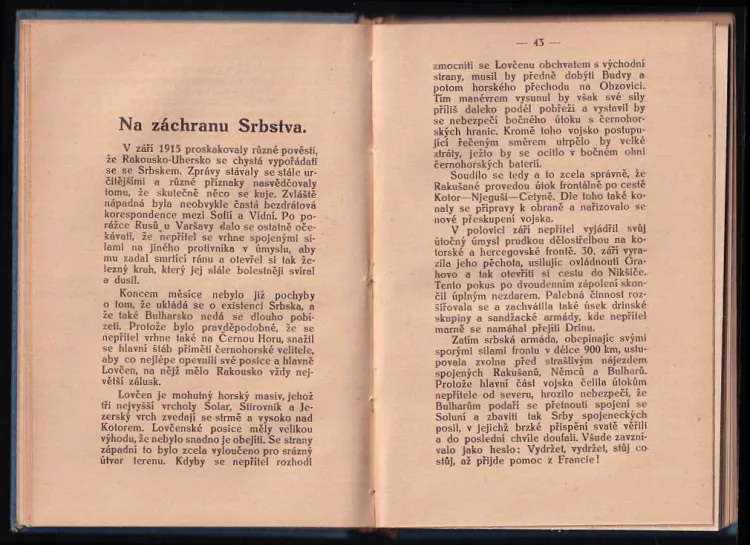 Na záchranu Srbstva.
V září 1915 proskakovaly různé pověsti,
že Rakousko-Uhersko se chystá vypořádati
se se Srbskem. Zprávy stávaly se stále ur-
čitějšími a různé příznaky nasvědčovaly
tomu, že skutečně něco se kuje. Zvláště
nápadná byla neobvykle častá bezdrátová
korespondence mezi Sofií a Vídní. Po po-
rážce Rusů u Varšavy dalo se ostatně oče-
kávati, že nepřítel se vrhne spojenými si-
lami na jiného protivníka v úmyslu, aby
mu zadal smrtící ránu a otevřel si tak že-
lezný kruh, který jej stále bolestněji svíral
a dusil.
Koncem měsíce nebylo již pochyby
o tom, že ukládá se o existenci Srbska, a
že také Bulharsko nedá se dlouho pobí-
zeti. Protože bylo pravděpodobné, že se
nepřítel vrhne také na Černou Horu, snažil
se hlavní štáb přiměti černohorské velitele,
aby co nejlépe opevnili své posice a hlavně
Lovčen, na nějž mělo Rakousko vždy nej-
větší zálusk.
Lovčen je mohutný horský masiv, jehož
tři nejvyšší vrcholy Solar, Štirovnik a Je-
zerský vrch zvedají se strmě a vysoko nad
Kotorem. Lovčenské posice měly velikou
výhodu, že nebylo snadno je obejíti. Se strany
západní to bylo zcela vyloučeno pro srázný
útvar terenu. Kdyby se nepřítel rozhodl
— 43 —
zmocniti se Lovčenu obchvatem s východní
strany, musil by předně dobýti Budvy a
potom horského přechodu na Obzovici.
Tím manévrem vysunul by však své síly
příliš daleko podél pobřeží a vystavil by
se nebezpečí bočného útoku s černohor-
ských hranic. Kromě toho vojsko postupu-
jící řečeným směrem utrpělo by velké
ztráty, ježto by se ocitlo v bočném ohni
černohorských baterií.
Soudilo se tedy a to zcela správně, že
Rakušané provedou útok frontálně po cestě
Kotor—Njeguši—Cetyně. Dle toho také ko-
naly se přípravy k obraně a nařizovalo se
nové přeskupení vojska.
V polovici září nepřítel vyjádřil svůj
útočný úmysl prudkou dělostřelbou na ko-
torské a hercegovské frontě. 30. září vyra-
zila jeho pěchota, usilujíc ovládnouti Gra-
hovo a tak otevříti si cestu do Nikšiče.
Tento pokus po dvoudenním zápolení skon-
čil úplným nezdarem. Palebná činnost roz-
šiřovala se a zachvátila také úsek drinské
skupiny a sandžacké armády, kde nepřítel
marně se namáhal přejíti Drinu.
Zatím srbská armáda, obepínajíc svými
sporými silami frontu v délce 900 km, ustu-
povala zvolna před strašlivým nájezdem
spojených Rakušanů, Němců a Bulharů.
Protože hlavní část vojska čelila útokům
nepřítele od severu, hrozilo nebezpečí, že
Bulharům podaří se přetnouti spojení se
Soluní a zbaviti tak Srby spojeneckých
posil, v jejichž brzké přispění svatě věřili
a do poslední chvíle doufali. Všude zavzní-
valo jako heslo: Vydržet, vydržet, stůj co
stůj, až přijde pomoc z Francie!